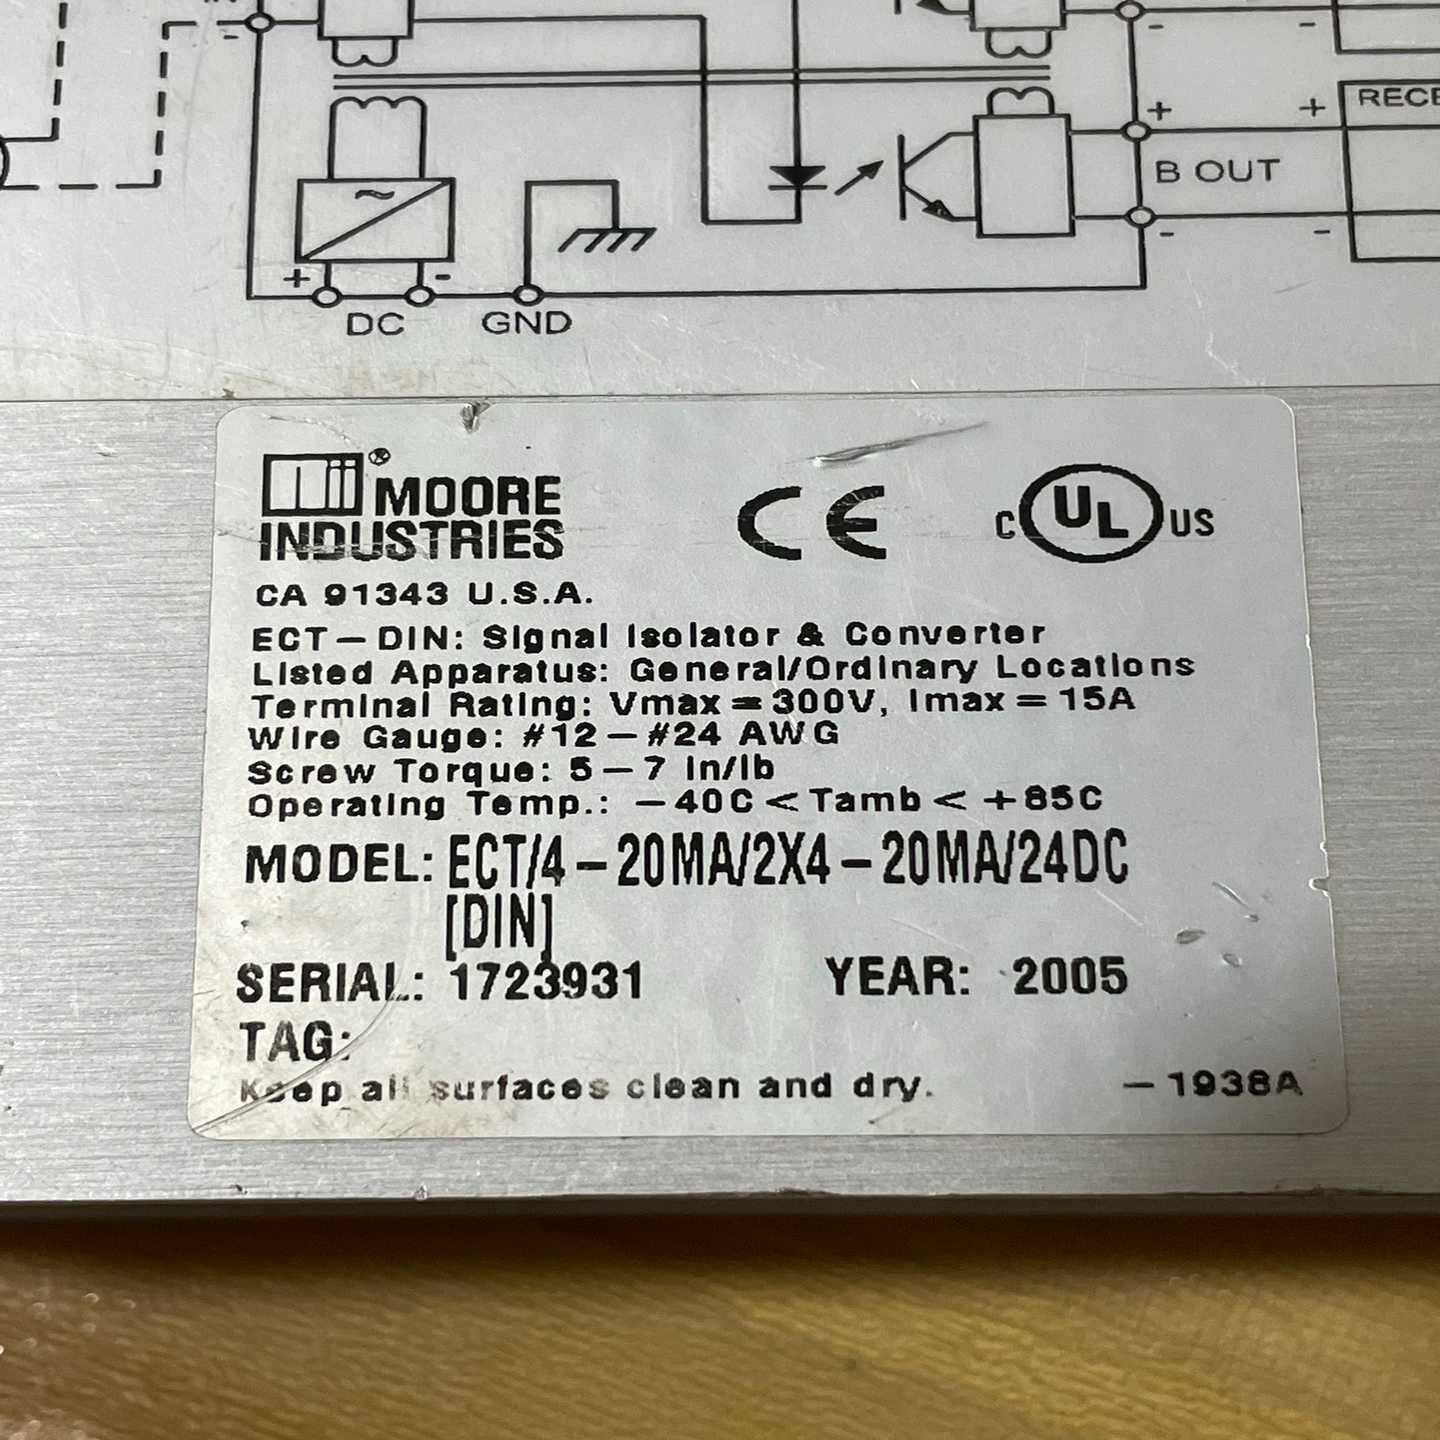 -
-
-
+
+
RECE
B OUT
~
-
-
+
-
DC
GND
®
MOORE
INDUSTRIES
CE
C UL US
CA 91343 U.S.A.
ECT-DIN: Signal Isolator & Converter
Listed Apparatus: General/Ordinary Locations
Terminal Rating: Vmax=300V, Imax=15A
Wire Gauge: #12-#24 AWG
Screw Torque: 5-7 in/lb
Operating Temp.: -40C<Tamb<+85C
MODEL: ECT/4-20MA/2X4-20MA/24DC
[DIN]
SERIAL: 1723931
YEAR: 2005
TAG:
Keep all surfaces clean and dry.
-1938A